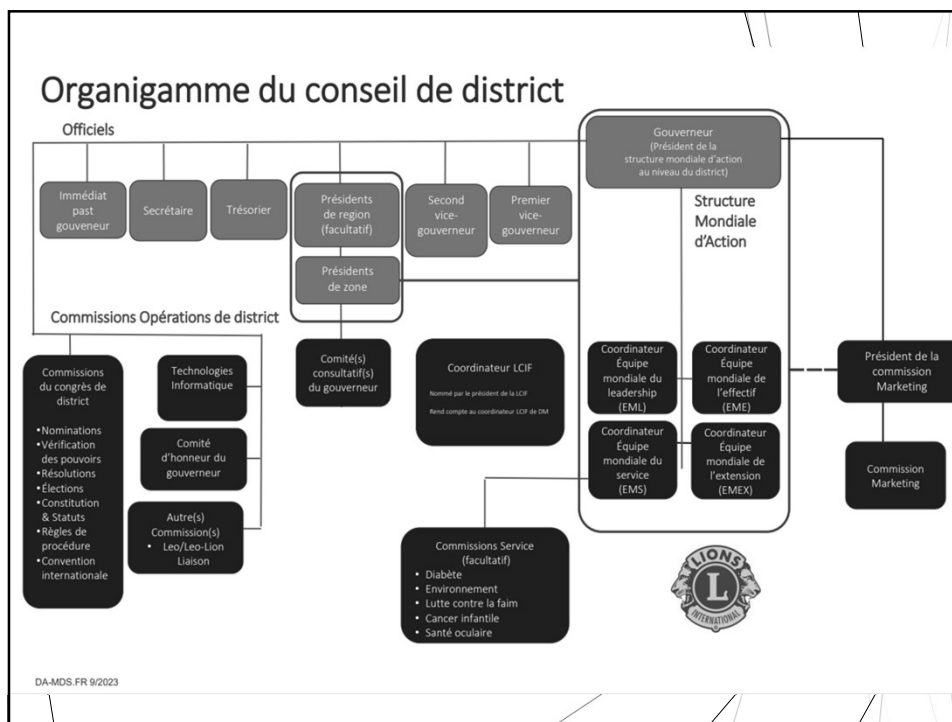 Organigamme du conseil de district
Officiels
Gouverneur
(Président de la
structure mondiale d'action
au niveau du district)
Immédiat
past
gouveneur
Secrétaire
Trésorier
Présidents
de region
(facultatif)
Second
vice-
gouverneur
Premier
vice-
gouverneur
Structure
Mondiale
d'Action
Présidents
de zone
Commissions Opérations de district
Commissions
du congrès de
district
• Nominations
• Vérification
des pouvoirs
• Résolutions
• Élections
• Constitution
& Statuts
• Règles de
procédure
• Convention
internationale
Technologies
Informatique
Comité
d'honneur du
gouverneur
Autre(s)
Commission(s)
• Leo/Leo-Lion
Liaison
Comité(s)
consultatif(s)
du gouverneur
Coordinateur LCIF
Nommé par le président de la LCIF
Rend compte au coordinateur LCIF de DM
Coordinateur
Équipe
mondiale du
leadership
(EML)
Coordinateur
Équipe
mondiale de
l'effectif
(EME)
Coordinateur
Équipe
mondiale du
service
(EMS)
Coordinateur
Équipe
mondiale de
l'extension
(EMEX)
Président de la
commission
Marketing
Commission
Marketing
Commissions Service
(facultatif)
• Diabète
• Environnement
• Lutte contre la faim
• Cancer infantile
• Santé oculaire
LIONS
L
INTERNATIONAL
DA-MDS.FR 9/2023